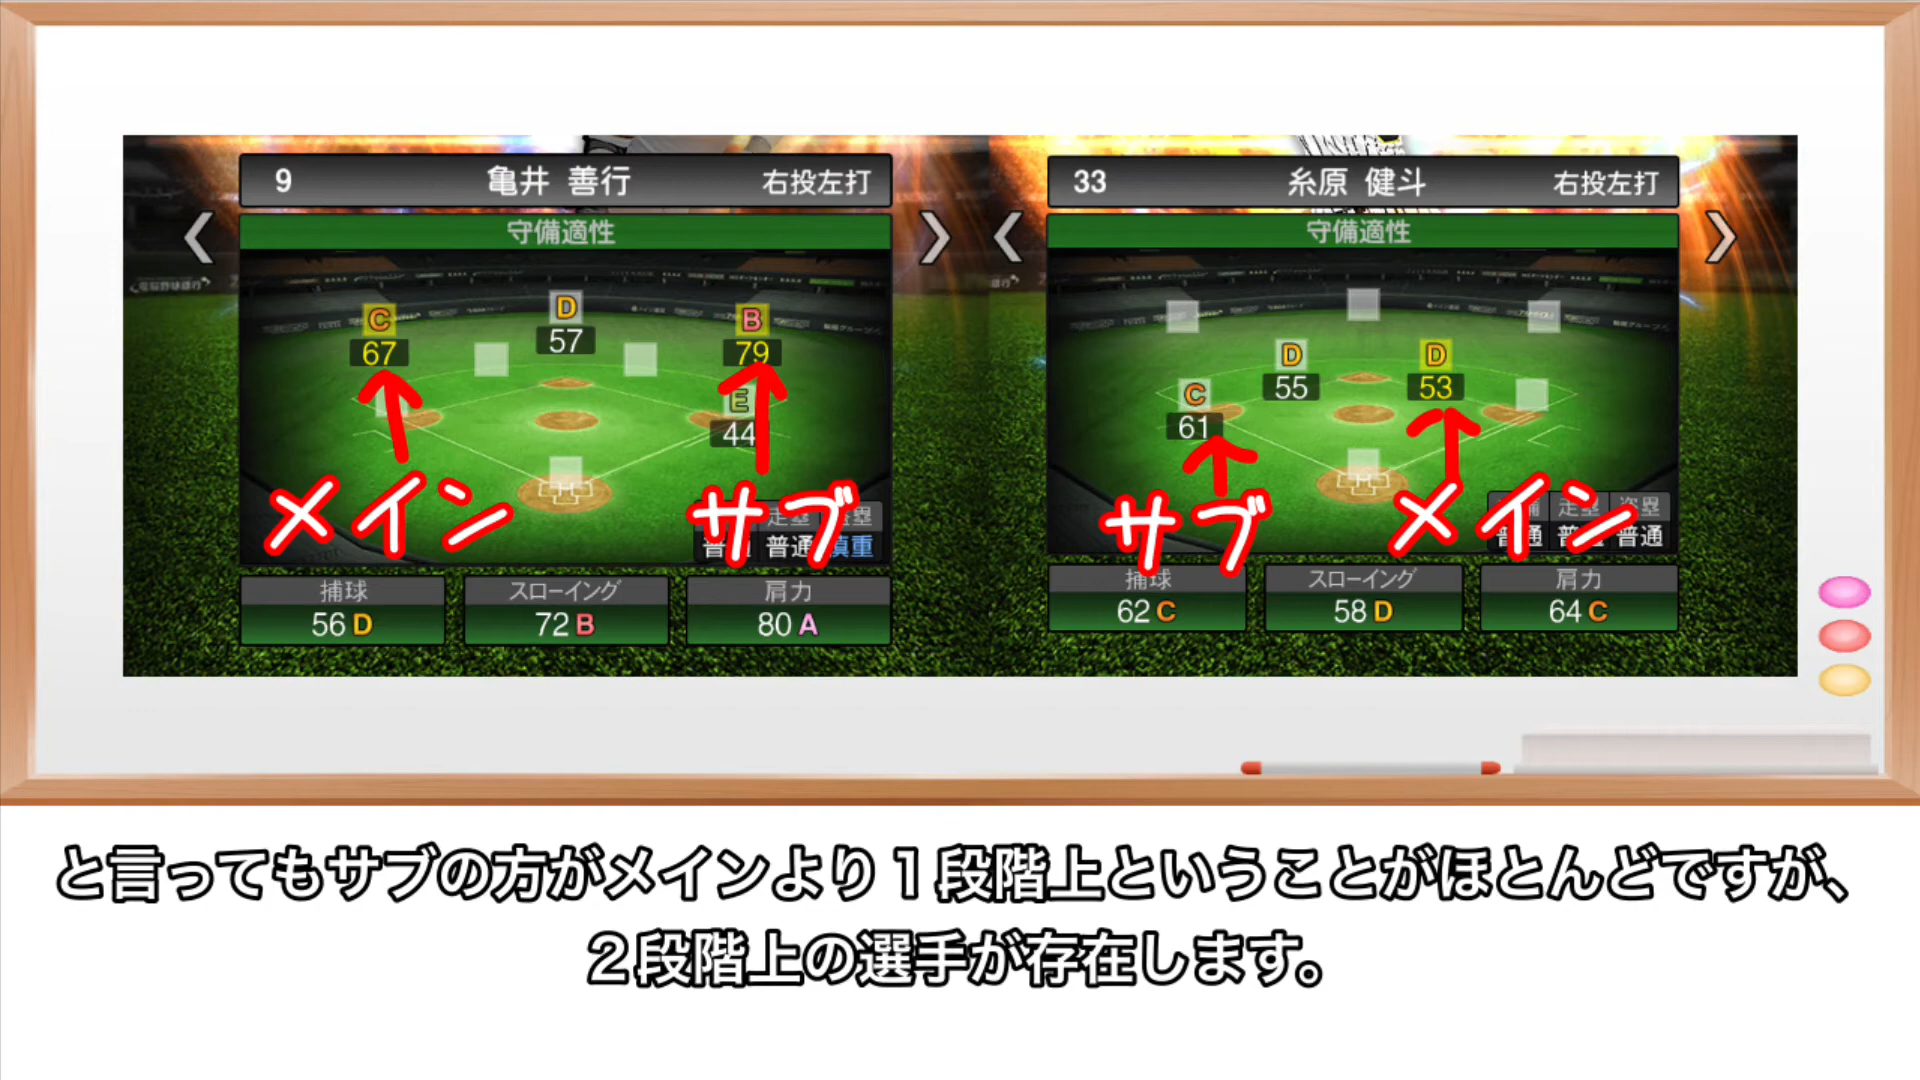 9 亀井 善行 右投左打
守備適性
C 67
D 57
B 79
E 44
メイン
サブ
走塁
普通 慎重
捕球 スローイング 肩力
56 D 72 B 80 A
33 糸原 健斗 右投左打
守備適性
D 55
D 53
C 61
サブ
メイン
走塁 盗塁
普通 普通 普通
捕球 スローイング 肩力
62 C 58 D 64 C
と言ってもサブの方がメインより1段階上ということがほとんどですが、
2段階上の選手が存在します。